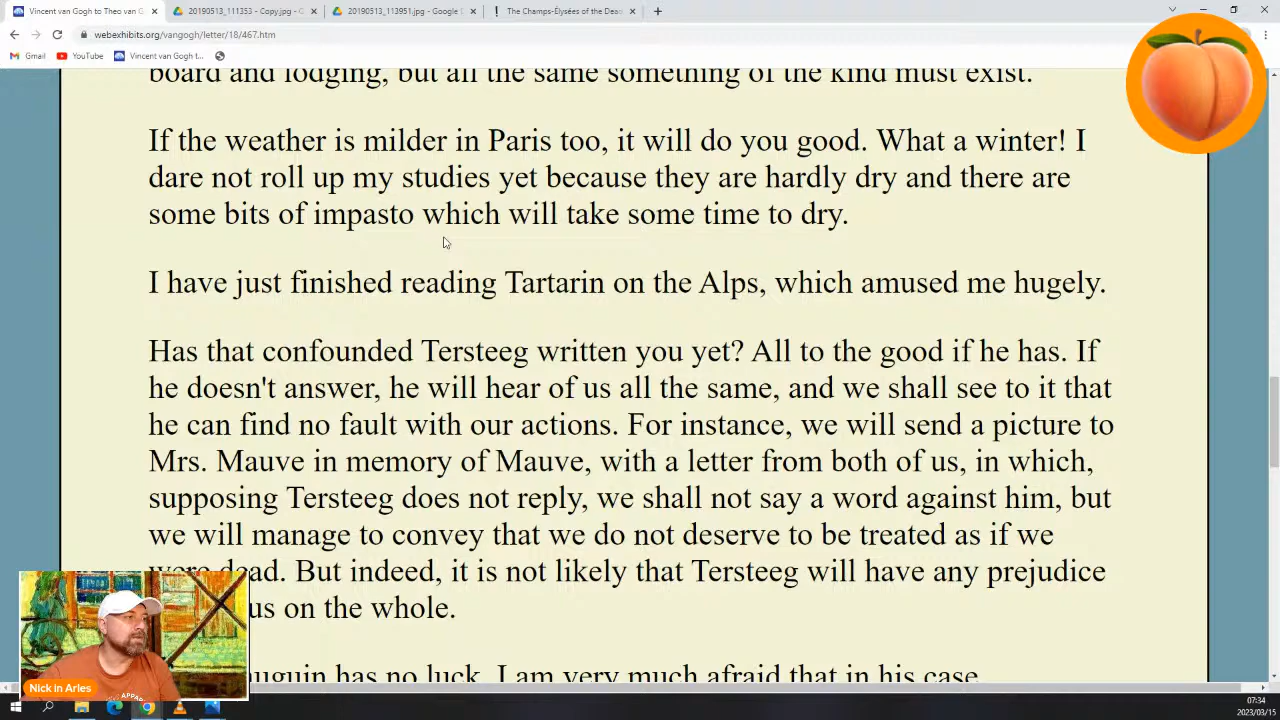 Vincent van Gogh to Theo van G
20190513_111353 - Copy.jpg - G
20190513_113951.jpg - Google D
The Champs-Élysées of the Dead
webexhibits.org/vangogh/letter/18/467.htm
Gmail
YouTube
Vincent van Gogh t...
board and lodging, but all the same something of the kind must exist.
If the weather is milder in Paris too, it will do you good. What a winter! I
dare not roll up my studies yet because they are hardly dry and there are
some bits of impasto which will take some time to dry.
I have just finished reading Tartarin on the Alps, which amused me hugely.
Has that confounded Tersteeg written you yet? All to the good if he has. If
he doesn't answer, he will hear of us all the same, and we shall see to it that
he can find no fault with our actions. For instance, we will send a picture to
Mrs. Mauve in memory of Mauve, with a letter from both of us, in which,
supposing Tersteeg does not reply, we shall not say a word against him, but
we will manage to convey that we do not deserve to be treated as if we
were dead. But indeed, it is not likely that Tersteeg will have any prejudice
us on the whole.
auguin has no luck. I am very much afraid that in his case
APPAR
Nick in Arles
07:34
2023/03/15